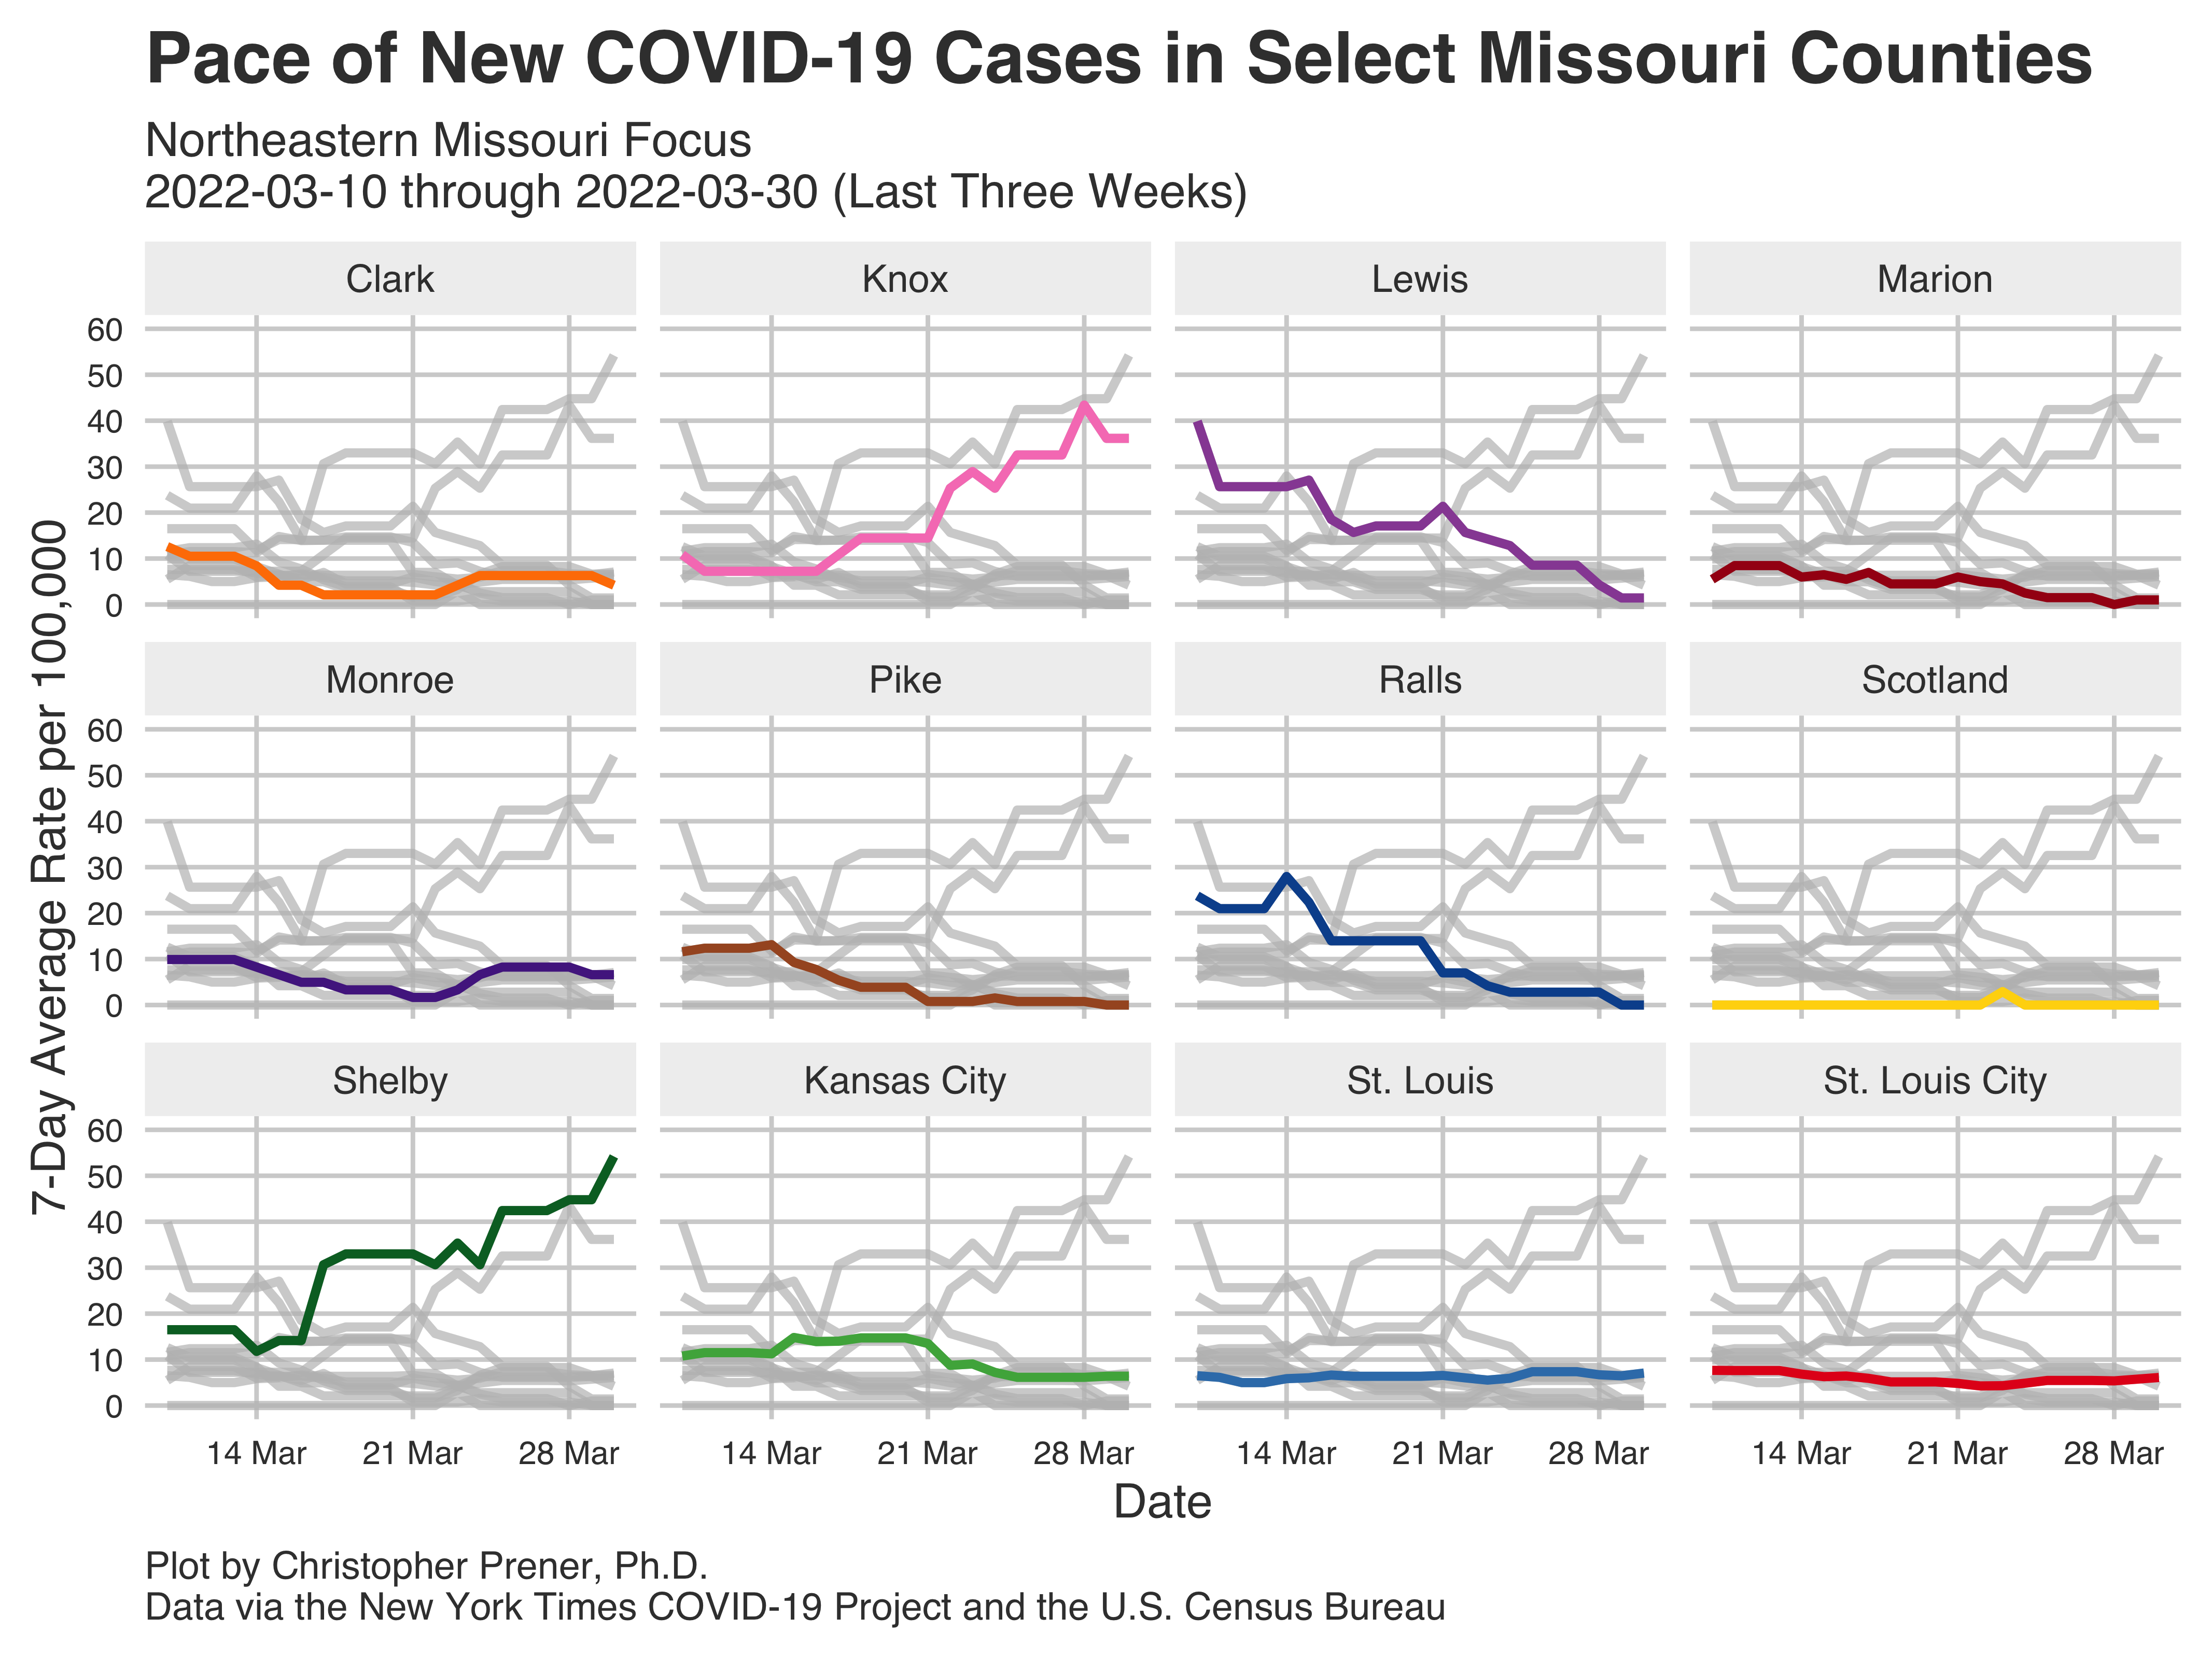 Pace of New COVID-19 Cases in Select Missouri Counties
Northeastern Missouri Focus
2022-03-10 through 2022-03-30 (Last Three Weeks)
7-Day Average Rate per 100,000
Clark
Knox
Lewis
Marion
60
50
40
30
20
10
0
Monroe
Pike
Ralls
Scotland
60
50
40
30
20
10
0
Shelby
Kansas City
St. Louis
St. Louis City
60
50
40
30
20
10
0
14 Mar 21 Mar 28 Mar 14 Mar 21 Mar 28 Mar 14 Mar 21 Mar 28 Mar 14 Mar 21 Mar 28 Mar
Date
Plot by Christopher Prener, Ph.D.
Data via the New York Times COVID-19 Project and the U.S. Census Bureau